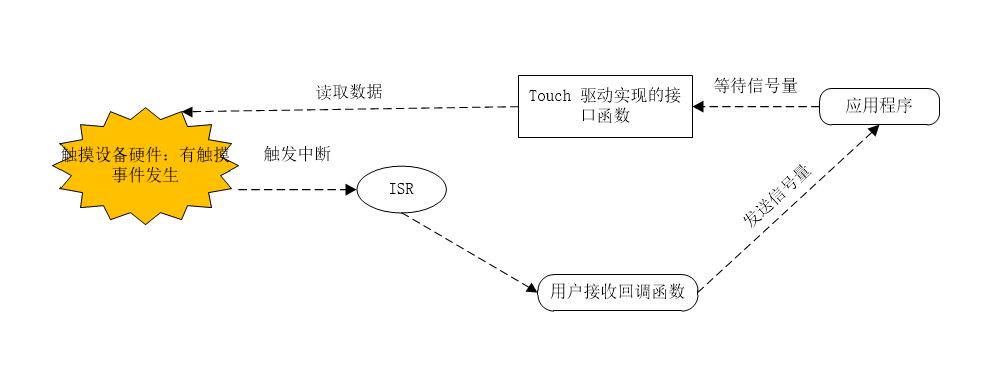 读取数据
Touch 驱动实现的接
口函数
等待信号量
应用程序
触摸设备硬件：有触摸
事件发生
触发中断
ISR
发送信号量
用户接收回调函数